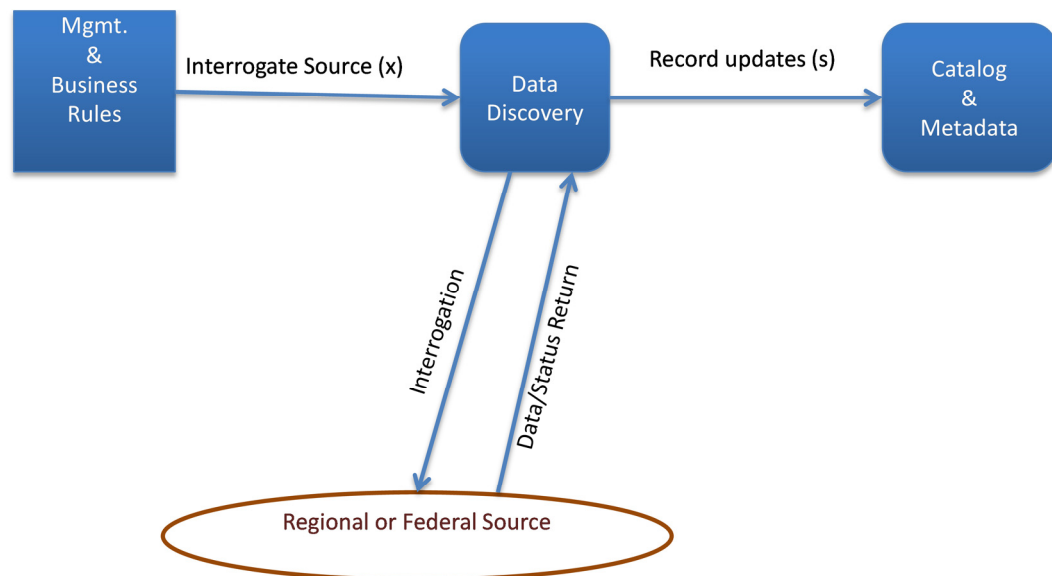 Mgmt.
&
Business
Rules
Interrogate Source (x)
Data
Discovery
Record updates (s)
Catalog
&
Metadata
Interrogation
Data/Status Return
Regional or Federal Source